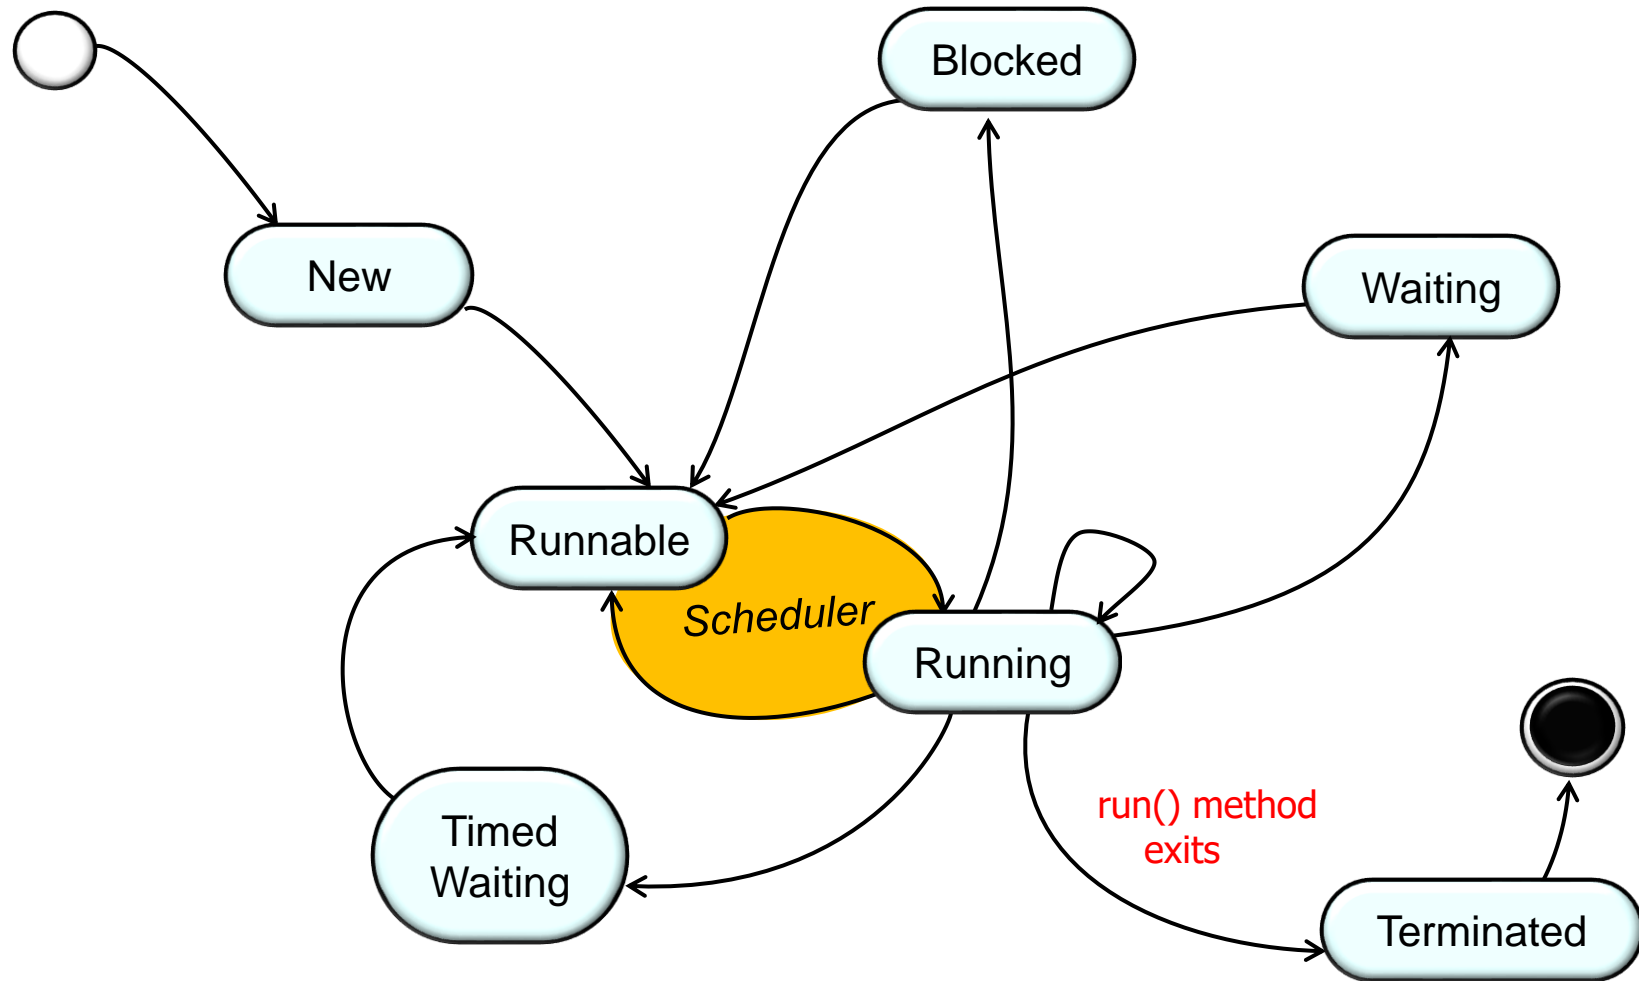 Blocked
New
Waiting
Runnable
Scheduler
Running
Timed
Waiting
run() method
exits
Terminated